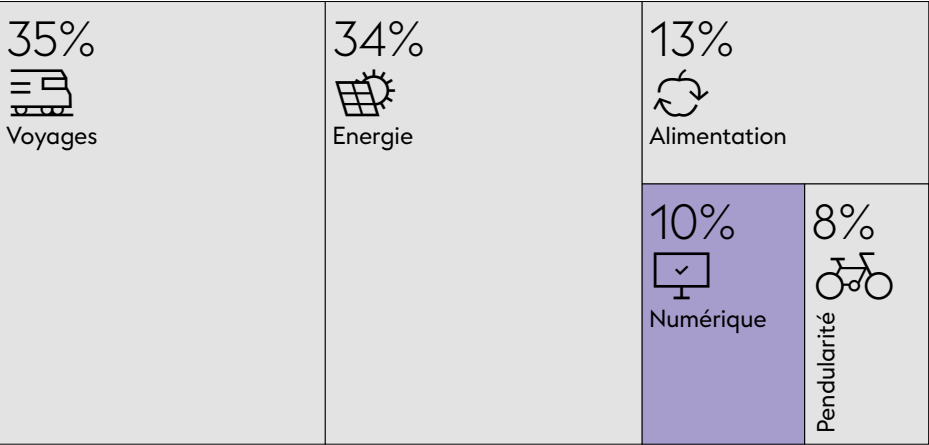 35%
Voyages
34%
Energie
13%
Alimentation
10%
Numérique
8%
Pendularité